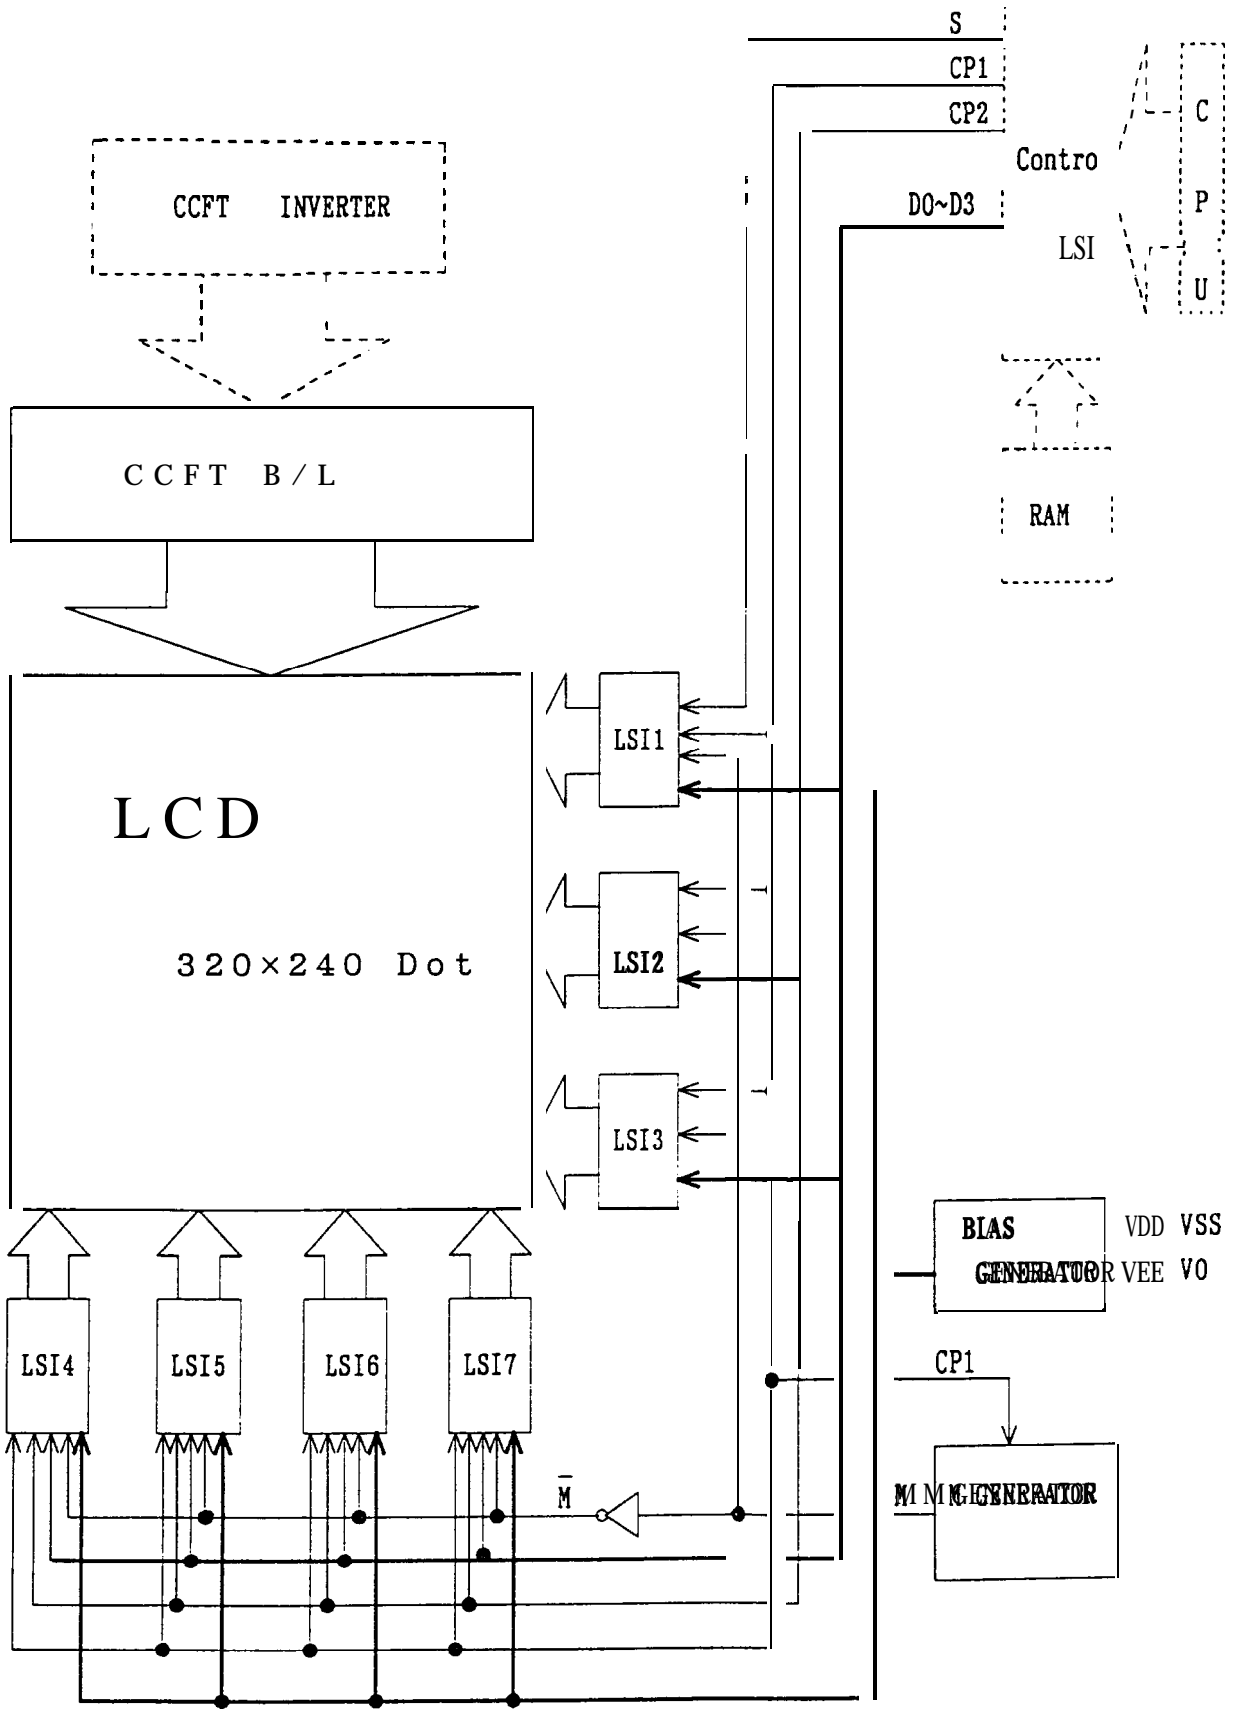 S
CP1
CP2
D0~D3
Contro
LSI
C
P
U
CCFT INVERTER
CCFT B/L
RAM
LCD
320×240 Dot
LSI1
LSI2
LSI3
BIAS
GENERATOR
VDD VSS
VEE V0
LSI4
LSI5
LSI6
LSI7
CP1
M̅
M
M GENERATOR